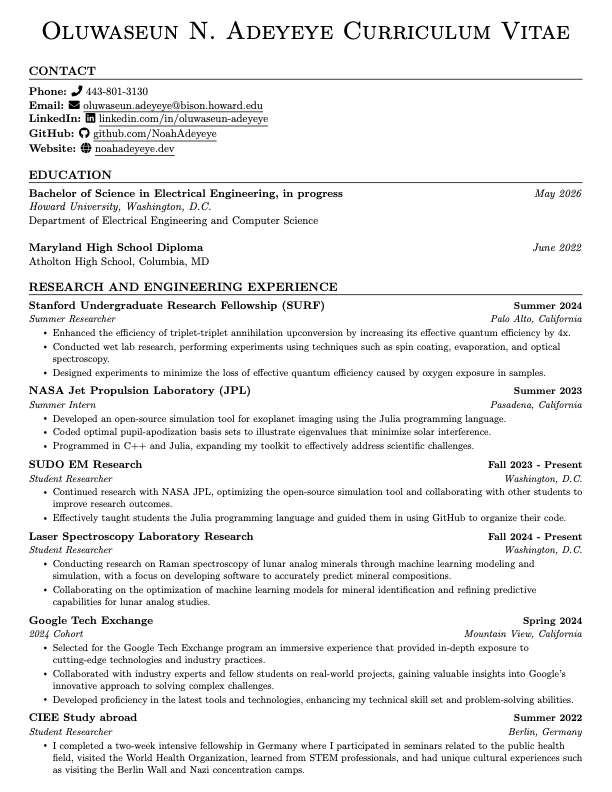 Oluwaseun N. Adeyeye Curriculum Vitae
CONTACT
Phone: 443-801-3130
Email: oluwaseun.adeyeye@bison.howard.edu
LinkedIn: linkedin.com/in/oluwaseun-adeyeye
GitHub: github.com/NoahAdeyeye
Website: noahadeyeye.dev
EDUCATION
Bachelor of Science in Electrical Engineering, in progress May 2026
Howard University, Washington, D.C.
Department of Electrical Engineering and Computer Science
Maryland High School Diploma June 2022
Atholton High School, Columbia, MD
RESEARCH AND ENGINEERING EXPERIENCE
Stanford Undergraduate Research Fellowship (SURF) Summer 2024
Summer Researcher Palo Alto, California
• Enhanced the efficiency of triplet-triplet annihilation upconversion by increasing its effective quantum efficiency by 4x.
• Conducted wet lab research, performing experiments using techniques such as spin coating, evaporation, and optical
spectroscopy.
• Designed experiments to minimize the loss of effective quantum efficiency caused by oxygen exposure in samples.
NASA Jet Propulsion Laboratory (JPL) Summer 2023
Summer Intern Pasadena, California
• Developed an open-source simulation tool for exoplanet imaging using the Julia programming language.
• Coded optimal pupil-apodization basis sets to illustrate eigenvalues that minimize solar interference.
• Programmed in C++ and Julia, expanding my toolkit to effectively address scientific challenges.
SUDO EM Research Fall 2023 - Present
Student Researcher Washington, D.C.
• Continued research with NASA JPL, optimizing the open-source simulation tool and collaborating with other students to
improve research outcomes.
• Effectively taught students the Julia programming language and guided them in using GitHub to organize their code.
Laser Spectroscopy Laboratory Research Fall 2024 - Present
Student Researcher Washington, D.C.
• Conducting research on Raman spectroscopy of lunar analog minerals through machine learning modeling and
simulation, with a focus on developing software to accurately predict mineral compositions.
• Collaborating on the optimization of machine learning models for mineral identification and refining predictive
capabilities for lunar analog studies.
Google Tech Exchange Spring 2024
2024 Cohort Mountain View, California
• Selected for the Google Tech Exchange program an immersive experience that provided in-depth exposure to
cutting-edge technologies and industry practices.
• Collaborated with industry experts and fellow students on real-world projects, gaining valuable insights into Google's
innovative approach to solving complex challenges.
• Developed proficiency in the latest tools and technologies, enhancing my technical skill set and problem-solving abilities.
CIEE Study abroad Summer 2022
Student Researcher Berlin, Germany
• I completed a two-week intensive fellowship in Germany where I participated in seminars related to the public health
field, visited the World Health Organization, learned from STEM professionals, and had unique cultural experiences such
as visiting the Berlin Wall and Nazi concentration camps.